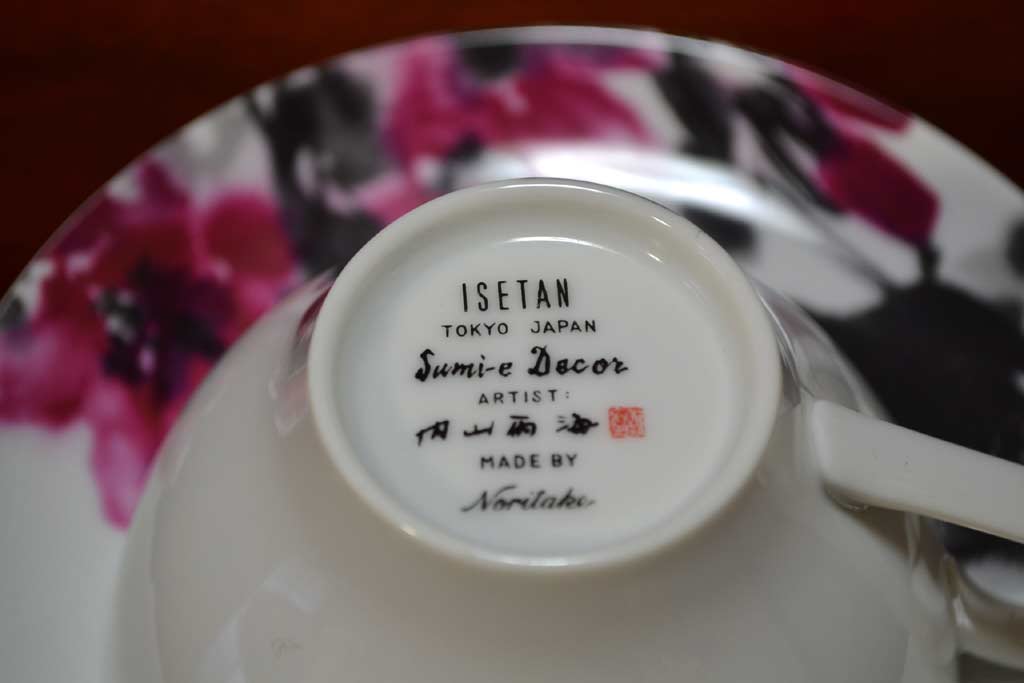 ISETAN
TOKYO JAPAN
Sumi-e Decor
ARTIST:
内山雨海
MADE BY
Noritake